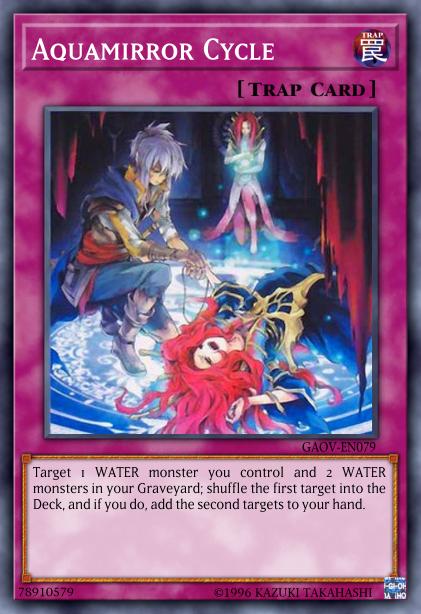 AQUAMIRROR CYCLE
TRAP
罠
[TRAP CARD]
GAOV-EN079
Target 1 WATER monster you control and 2 WATER
monsters in your Graveyard; shuffle the first target into the
Deck, and if you do, add the second targets to your hand.
78910579 ©1996 KAZUKI TAKAHASHI